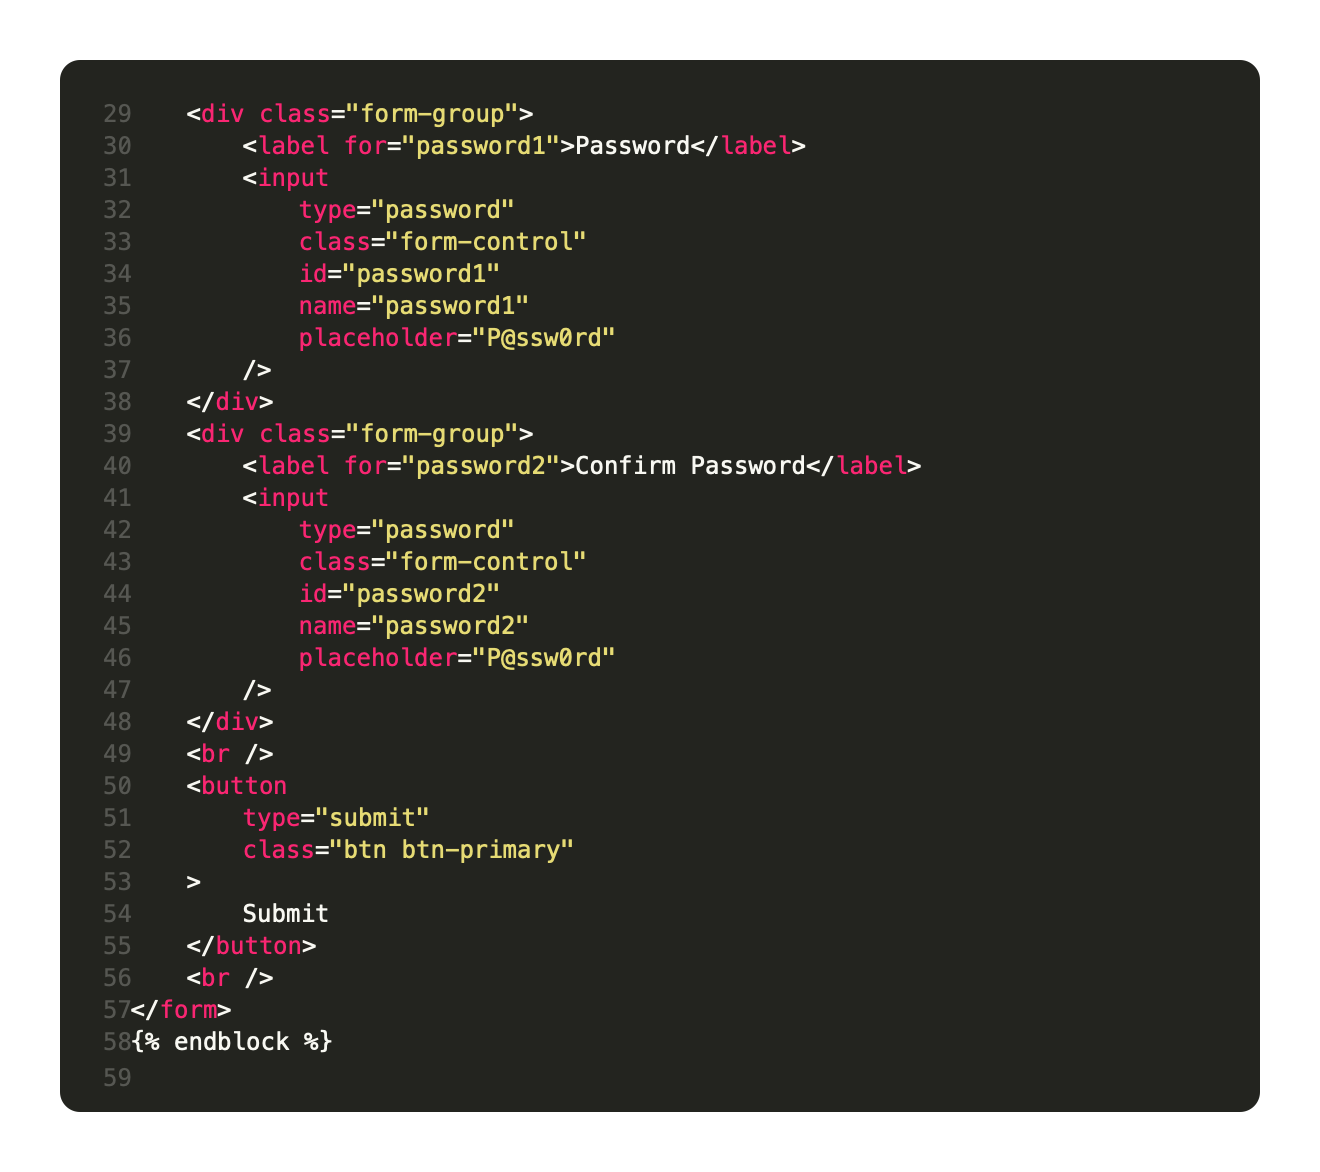 29    <div class="form-group">
30        <label for="password1">Password</label>
31        <input
32            type="password"
33            class="form-control"
34            id="password1"
35            name="password1"
36            placeholder="P@ssw0rd"
37        />
38    </div>
39    <div class="form-group">
40        <label for="password2">Confirm Password</label>
41        <input
42            type="password"
43            class="form-control"
44            id="password2"
45            name="password2"
46            placeholder="P@ssw0rd"
47        />
48    </div>
49    <br />
50    <button
51        type="submit"
52        class="btn btn-primary"
53    >
54        Submit
55    </button>
56    <br />
57</form>
58{% endblock %}
59